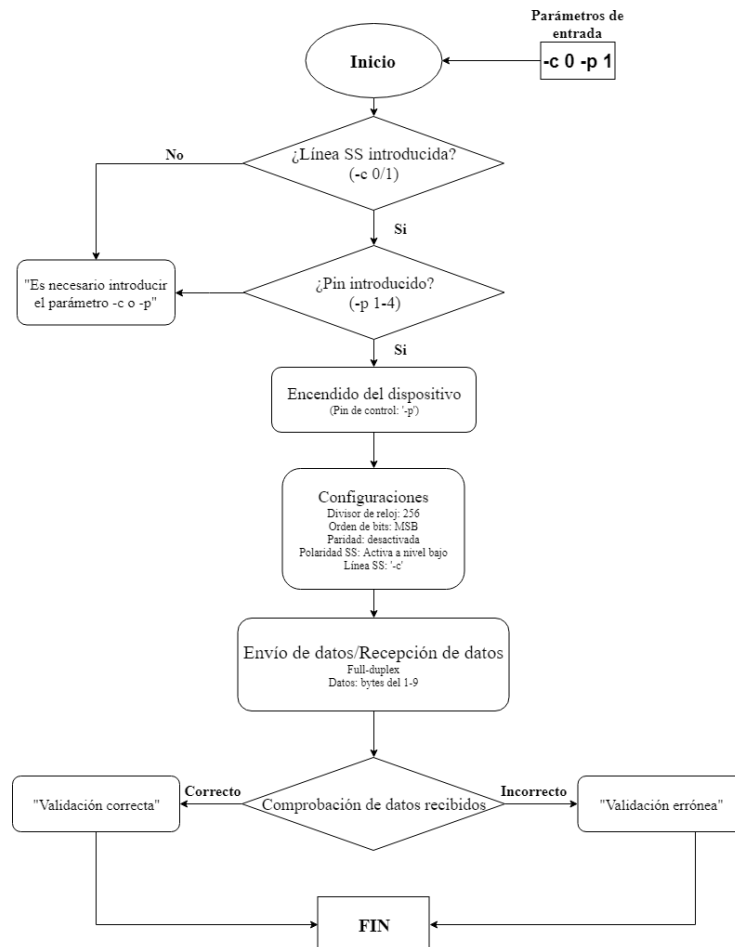 Parámetros de
entrada
-c 0 -p 1
Inicio
¿Línea SS introducida?
(-c 0/1)
No
Si
"Es necesario introducir
el parámetro -c o -p"
¿Pin introducido?
(-p 1-4)
Si
Encendido del dispositivo
(Pin de control: '-p')
Configuraciones
Divisor de reloj: 256
Orden de bits: MSB
Paridad: desactivada
Polaridad SS: Activa a nivel bajo
Línea SS: '-c'
Envío de datos/Recepción de datos
Full-duplex
Datos: bytes del 1-9
Correcto
Incorrecto
"Validación correcta"
Comprobación de datos recibidos
"Validación errónea"
FIN